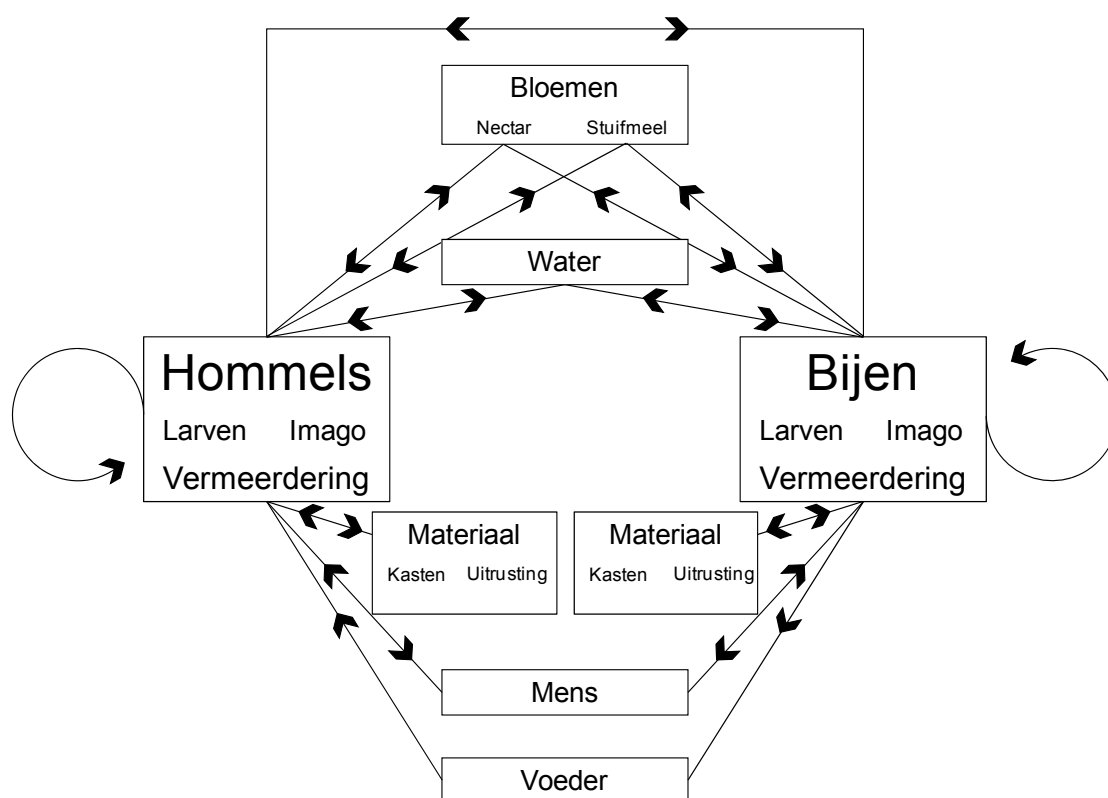 Bloemen
Nectar Stuifmeel
Water
Hommels
Larven Imago
Vermeerdering
Bijen
Larven Imago
Vermeerdering
Materiaal
Kasten Uitrusting
Materiaal
Kasten Uitrusting
Mens
Voeder